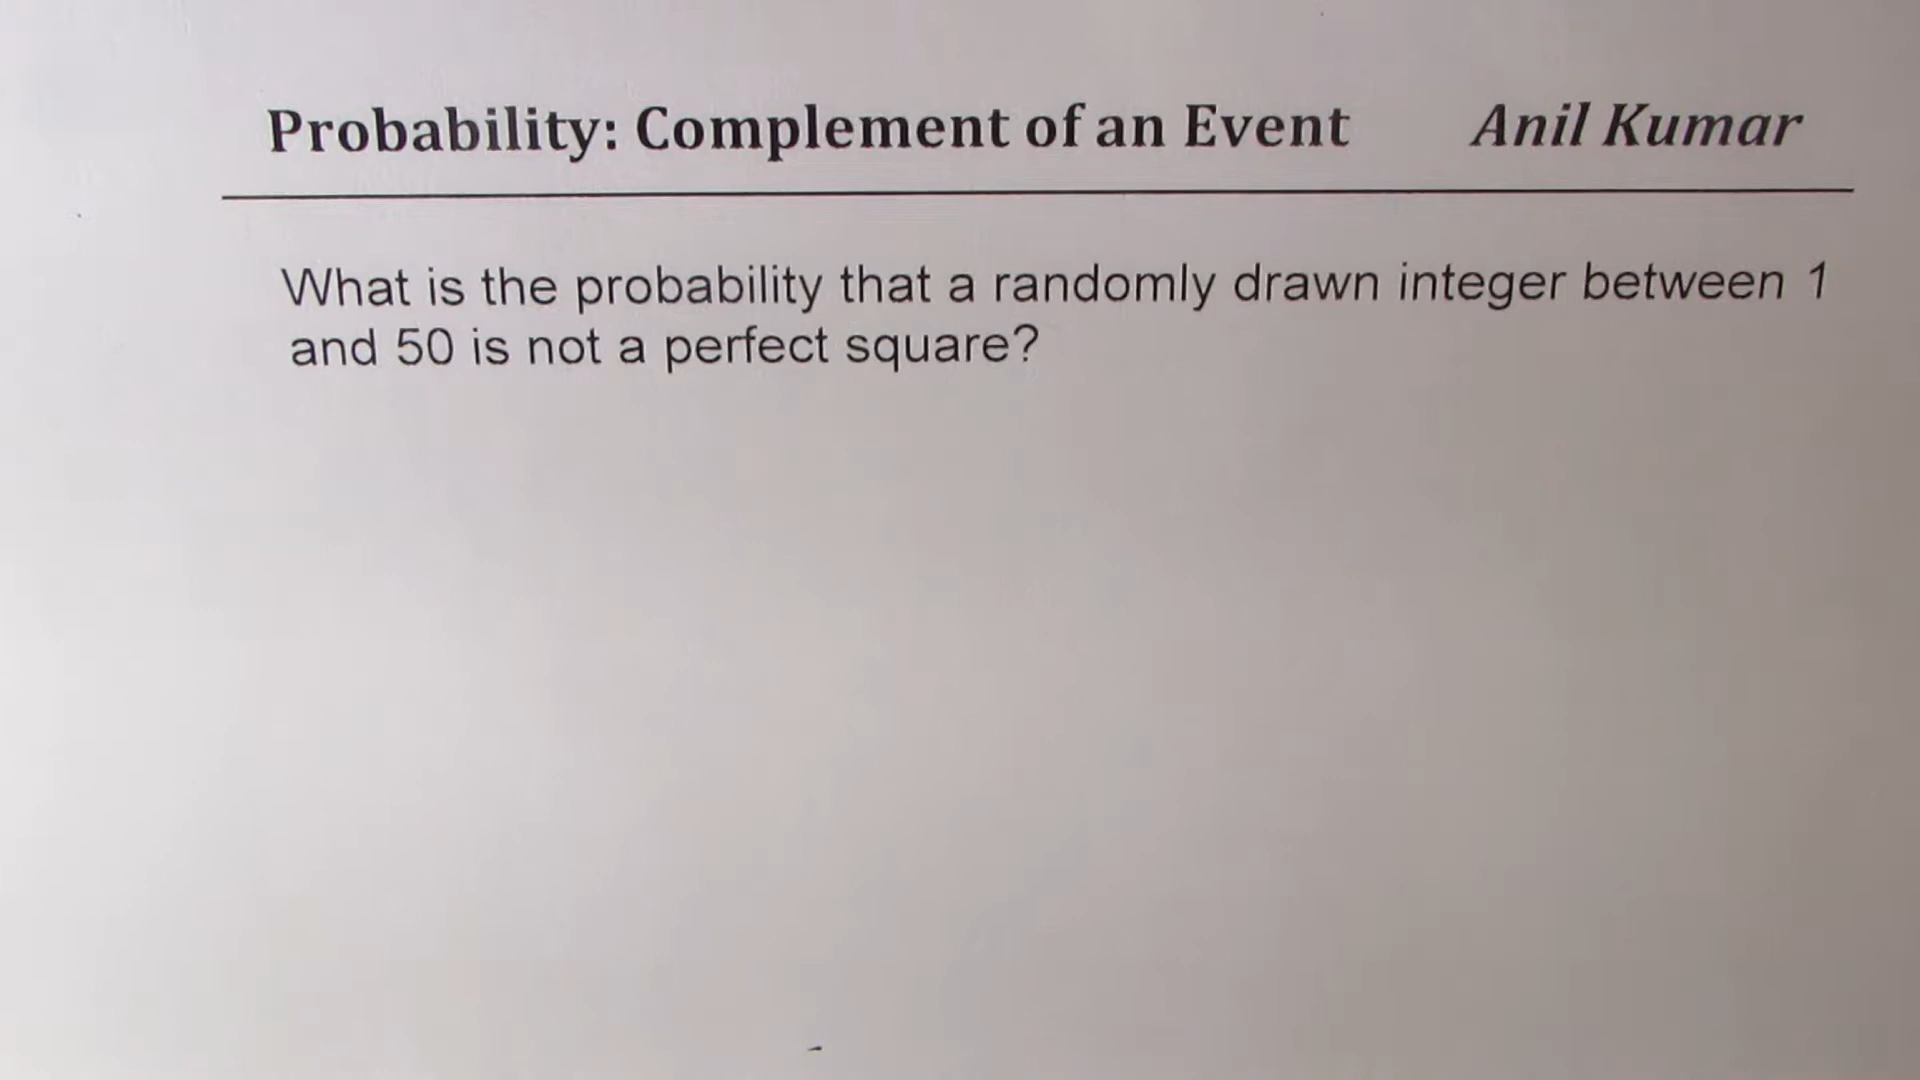 Probability: Complement of an Event Anil Kumar
What is the probability that a randomly drawn integer between 1
and 50 is not a perfect square?